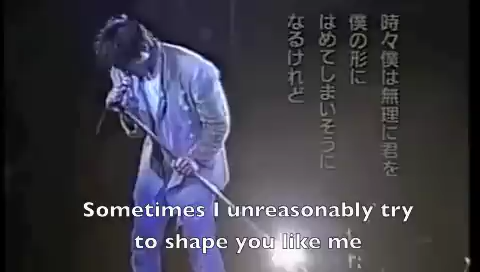 時々僕は無理に君を
僕の形に
はめてしまいそうに
なるけれど
Sometimes I unreasonably try
to shape you like me